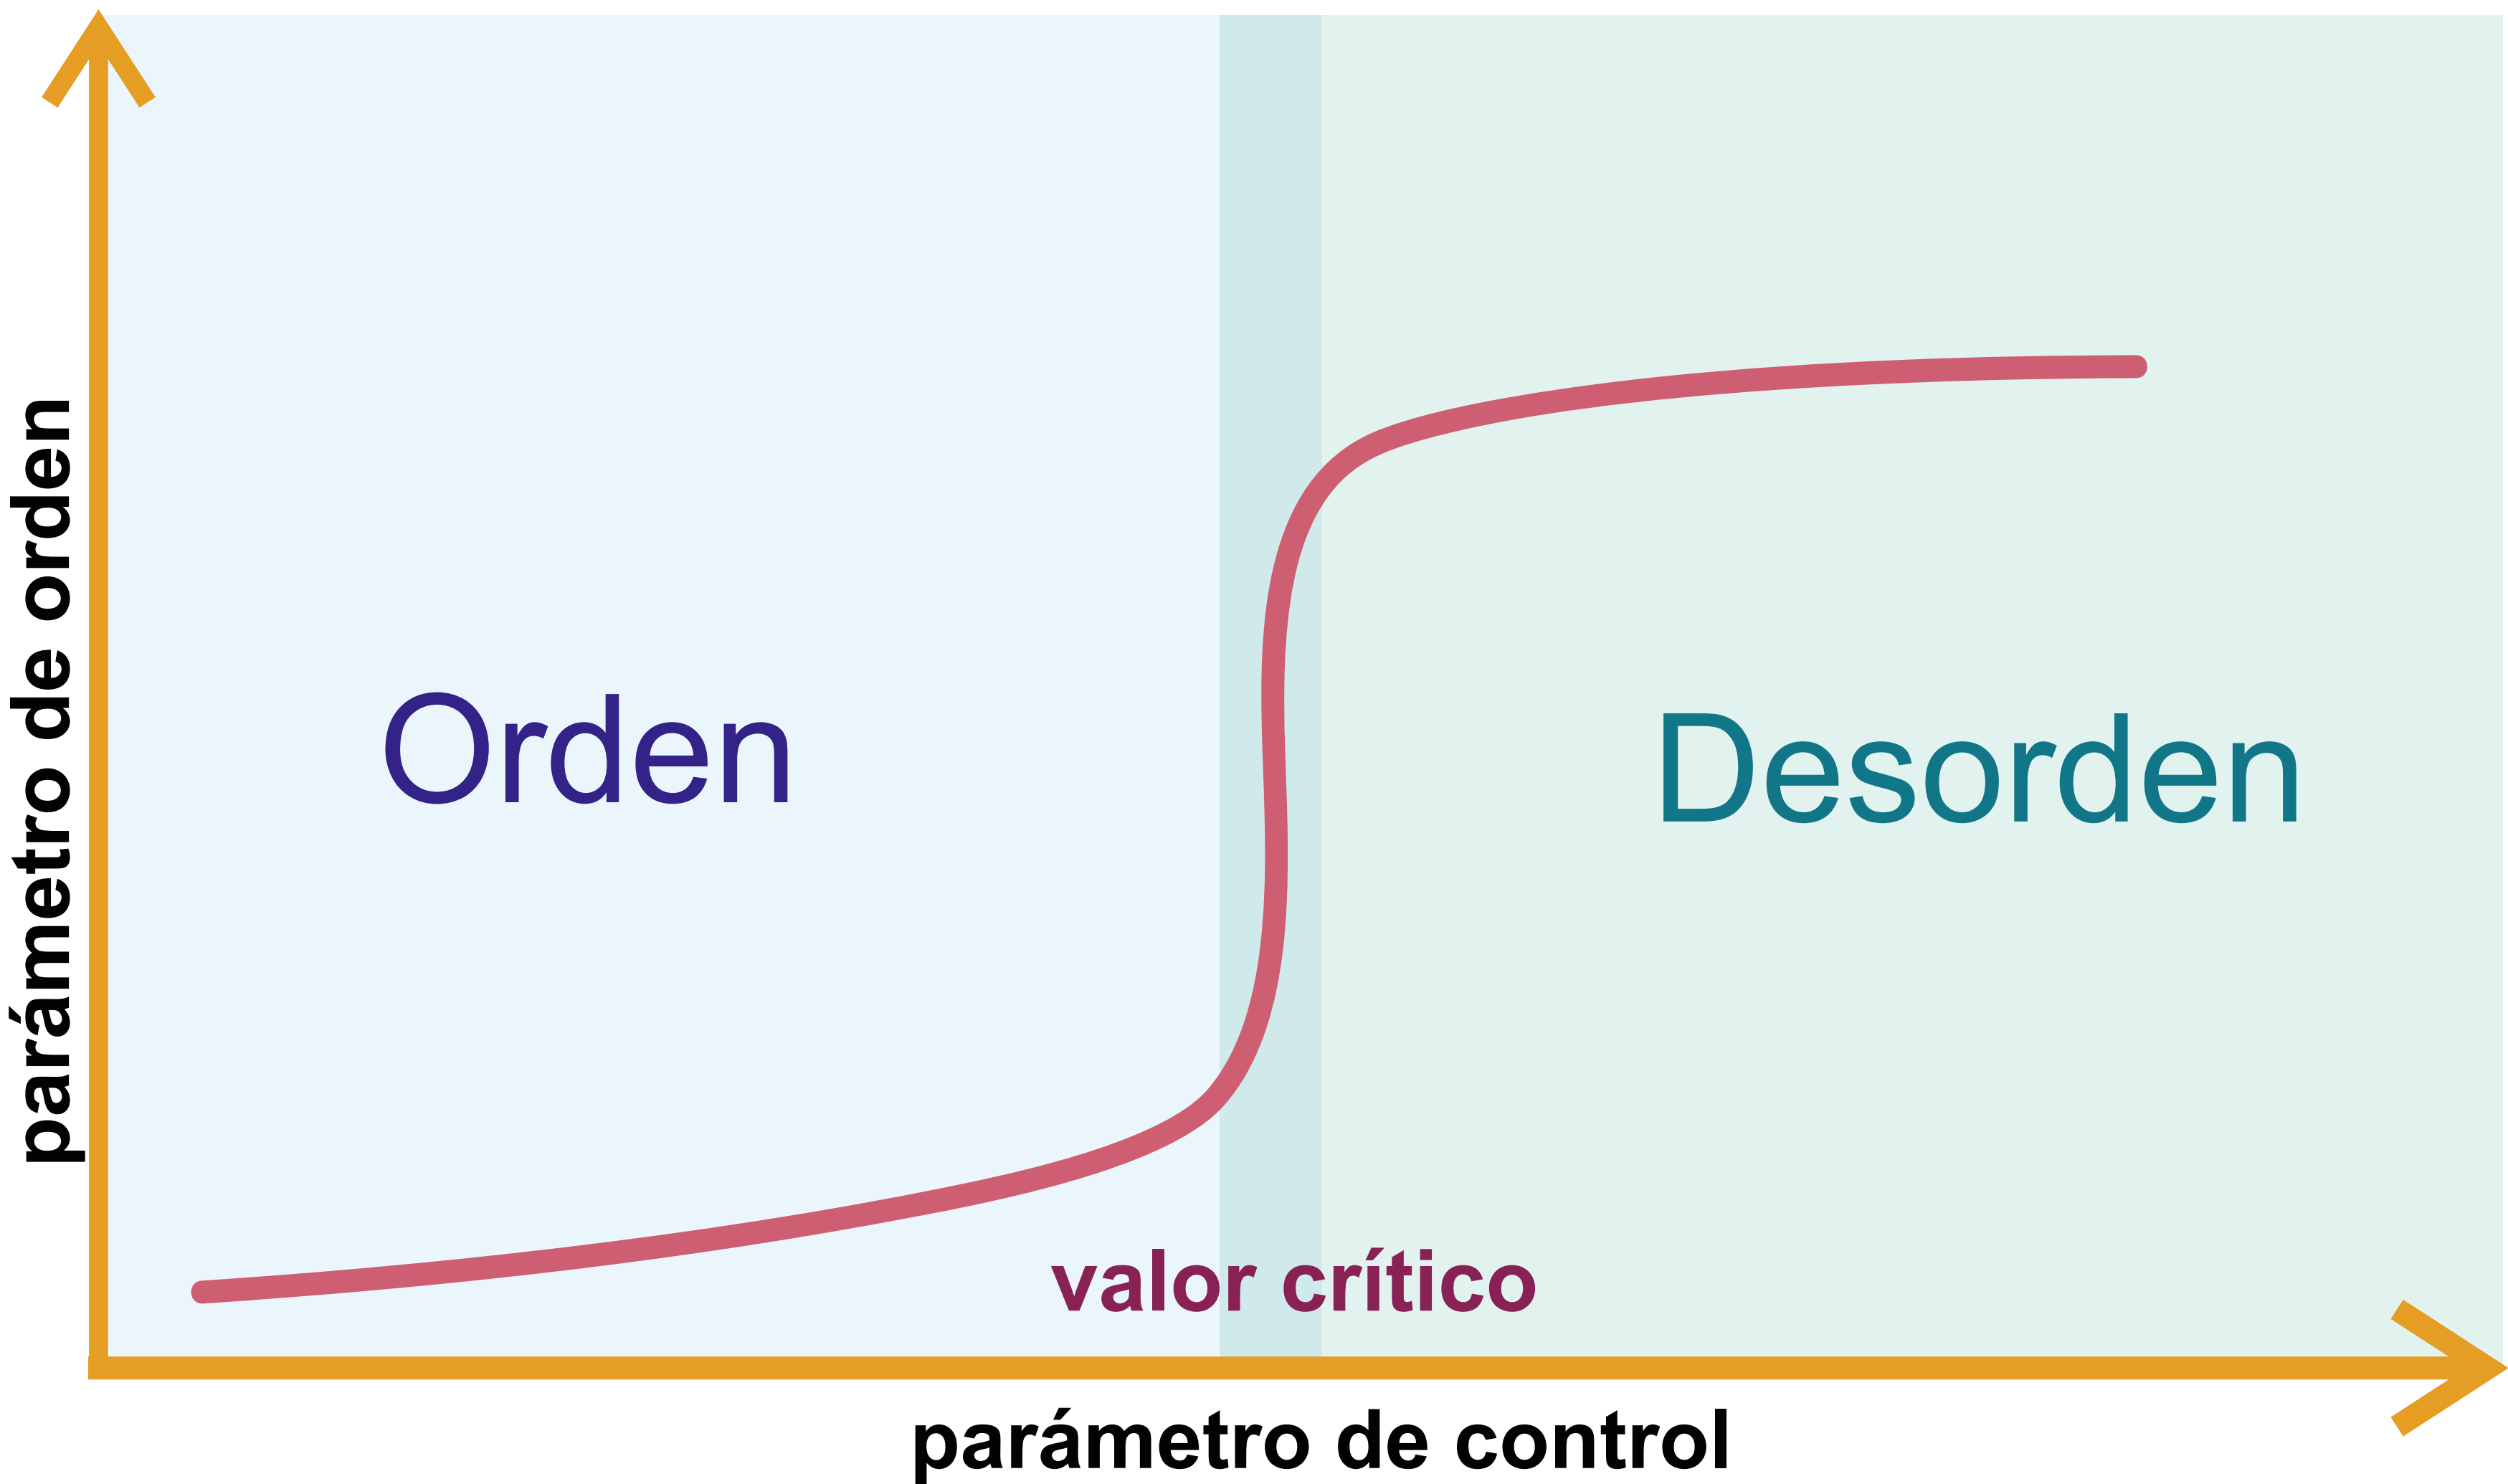 parámetro de orden
Orden
Desorden
valor crítico
parámetro de control